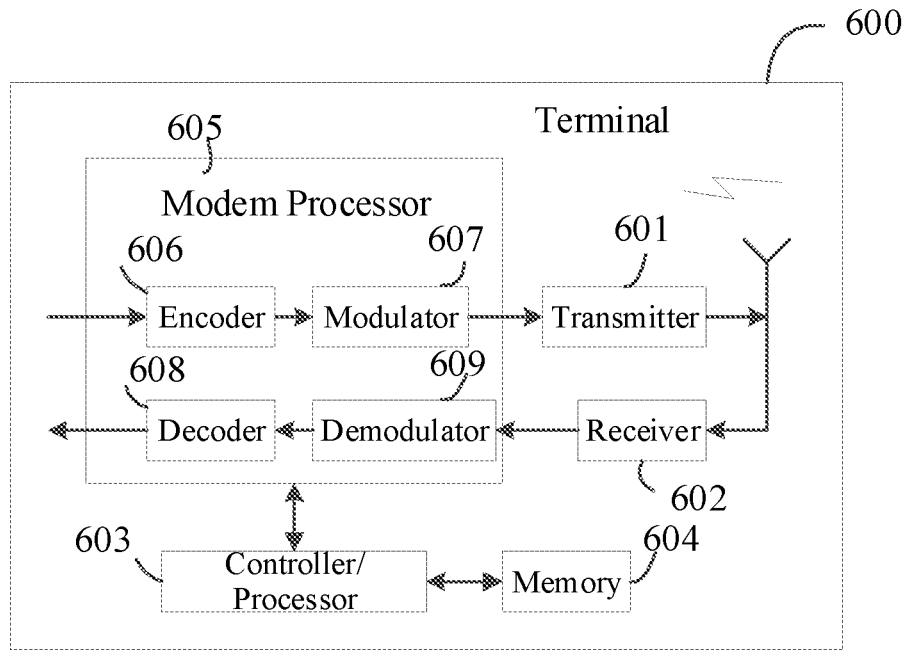 600
Terminal
605
Modem Processor
606
607
601
Encoder
Modulator
Transmitter
608
609
Decoder
Demodulator
Receiver
602
603
604
Controller/
Processor
Memory